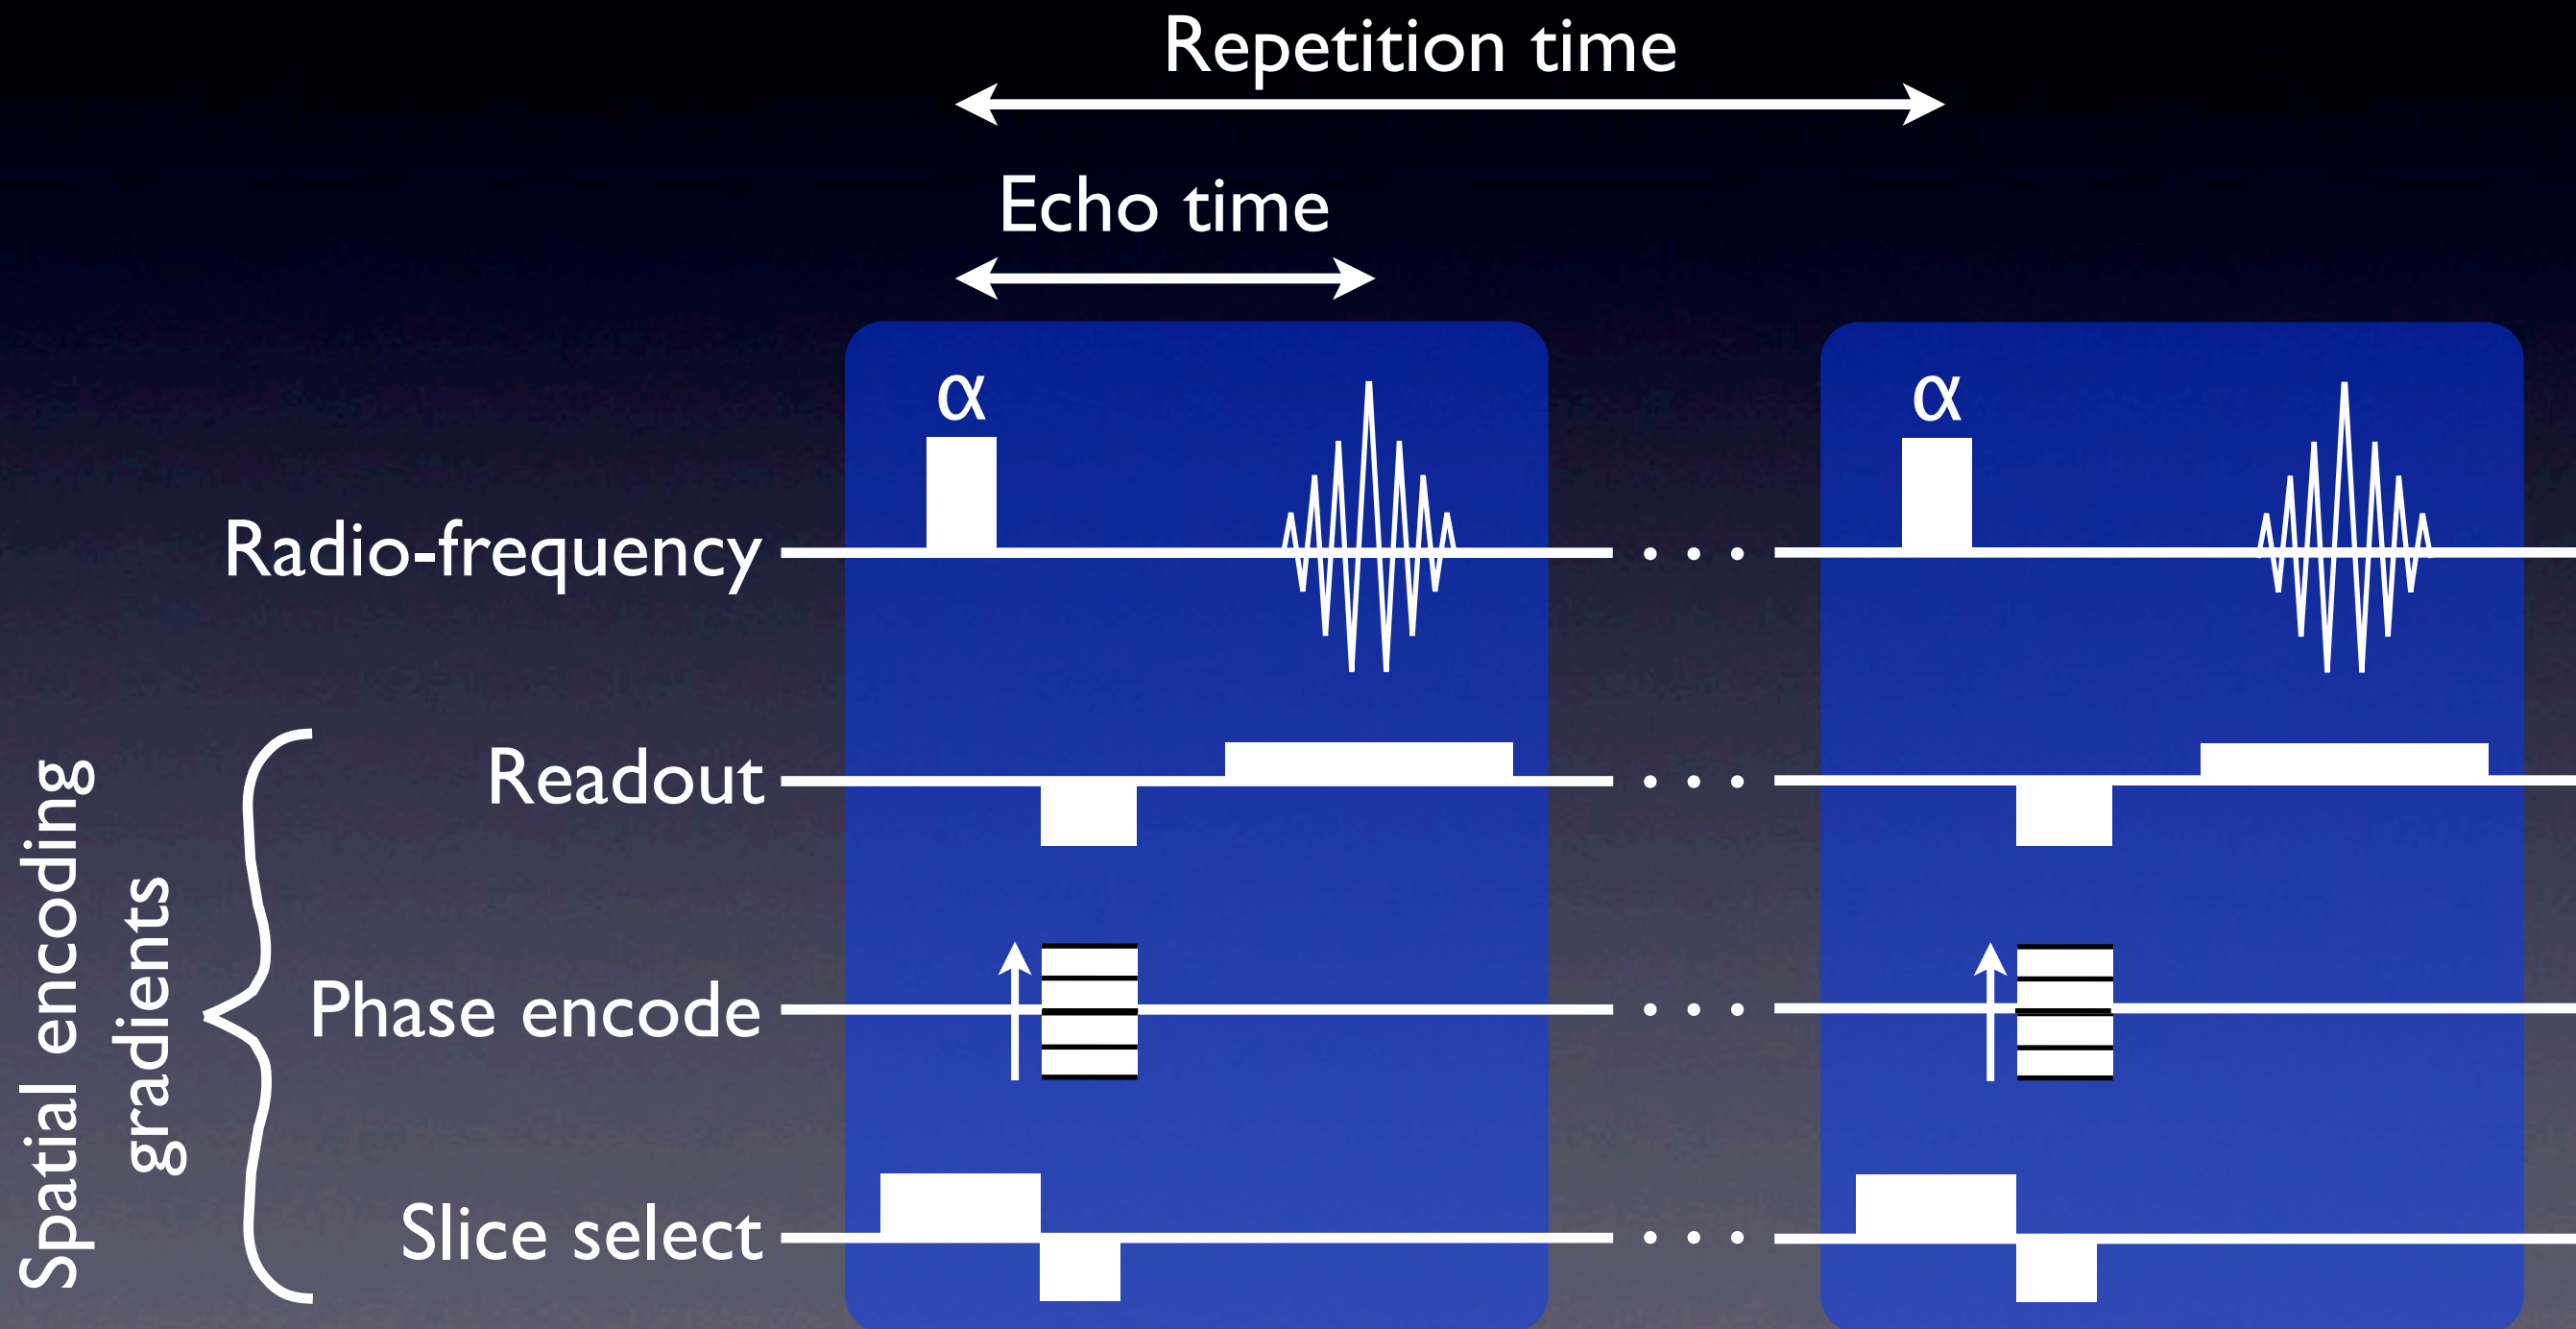 Repetition time
Echo time
α
α
Radio-frequency
Spatial encoding
gradients
Readout
Phase encode
Slice select